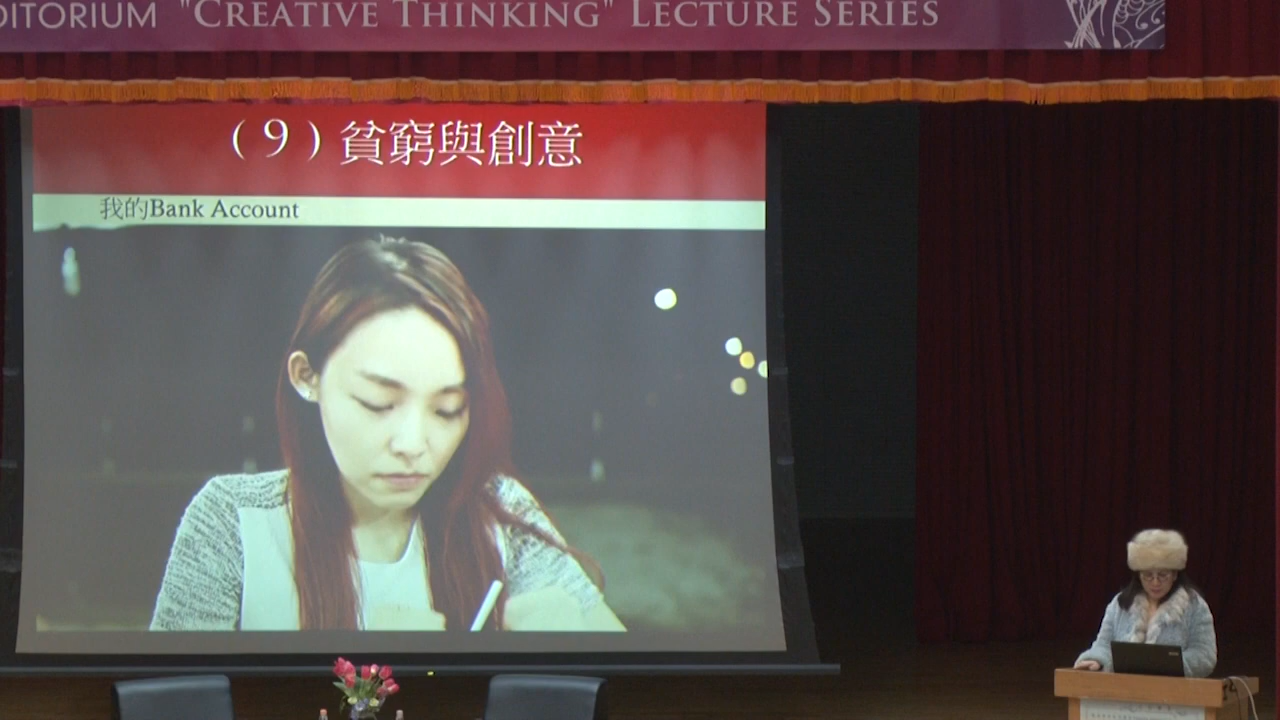 DITORIUM "CREATIVE THINKING" LECTURE SERIES
(9)貧窮與創意
我的Bank Account